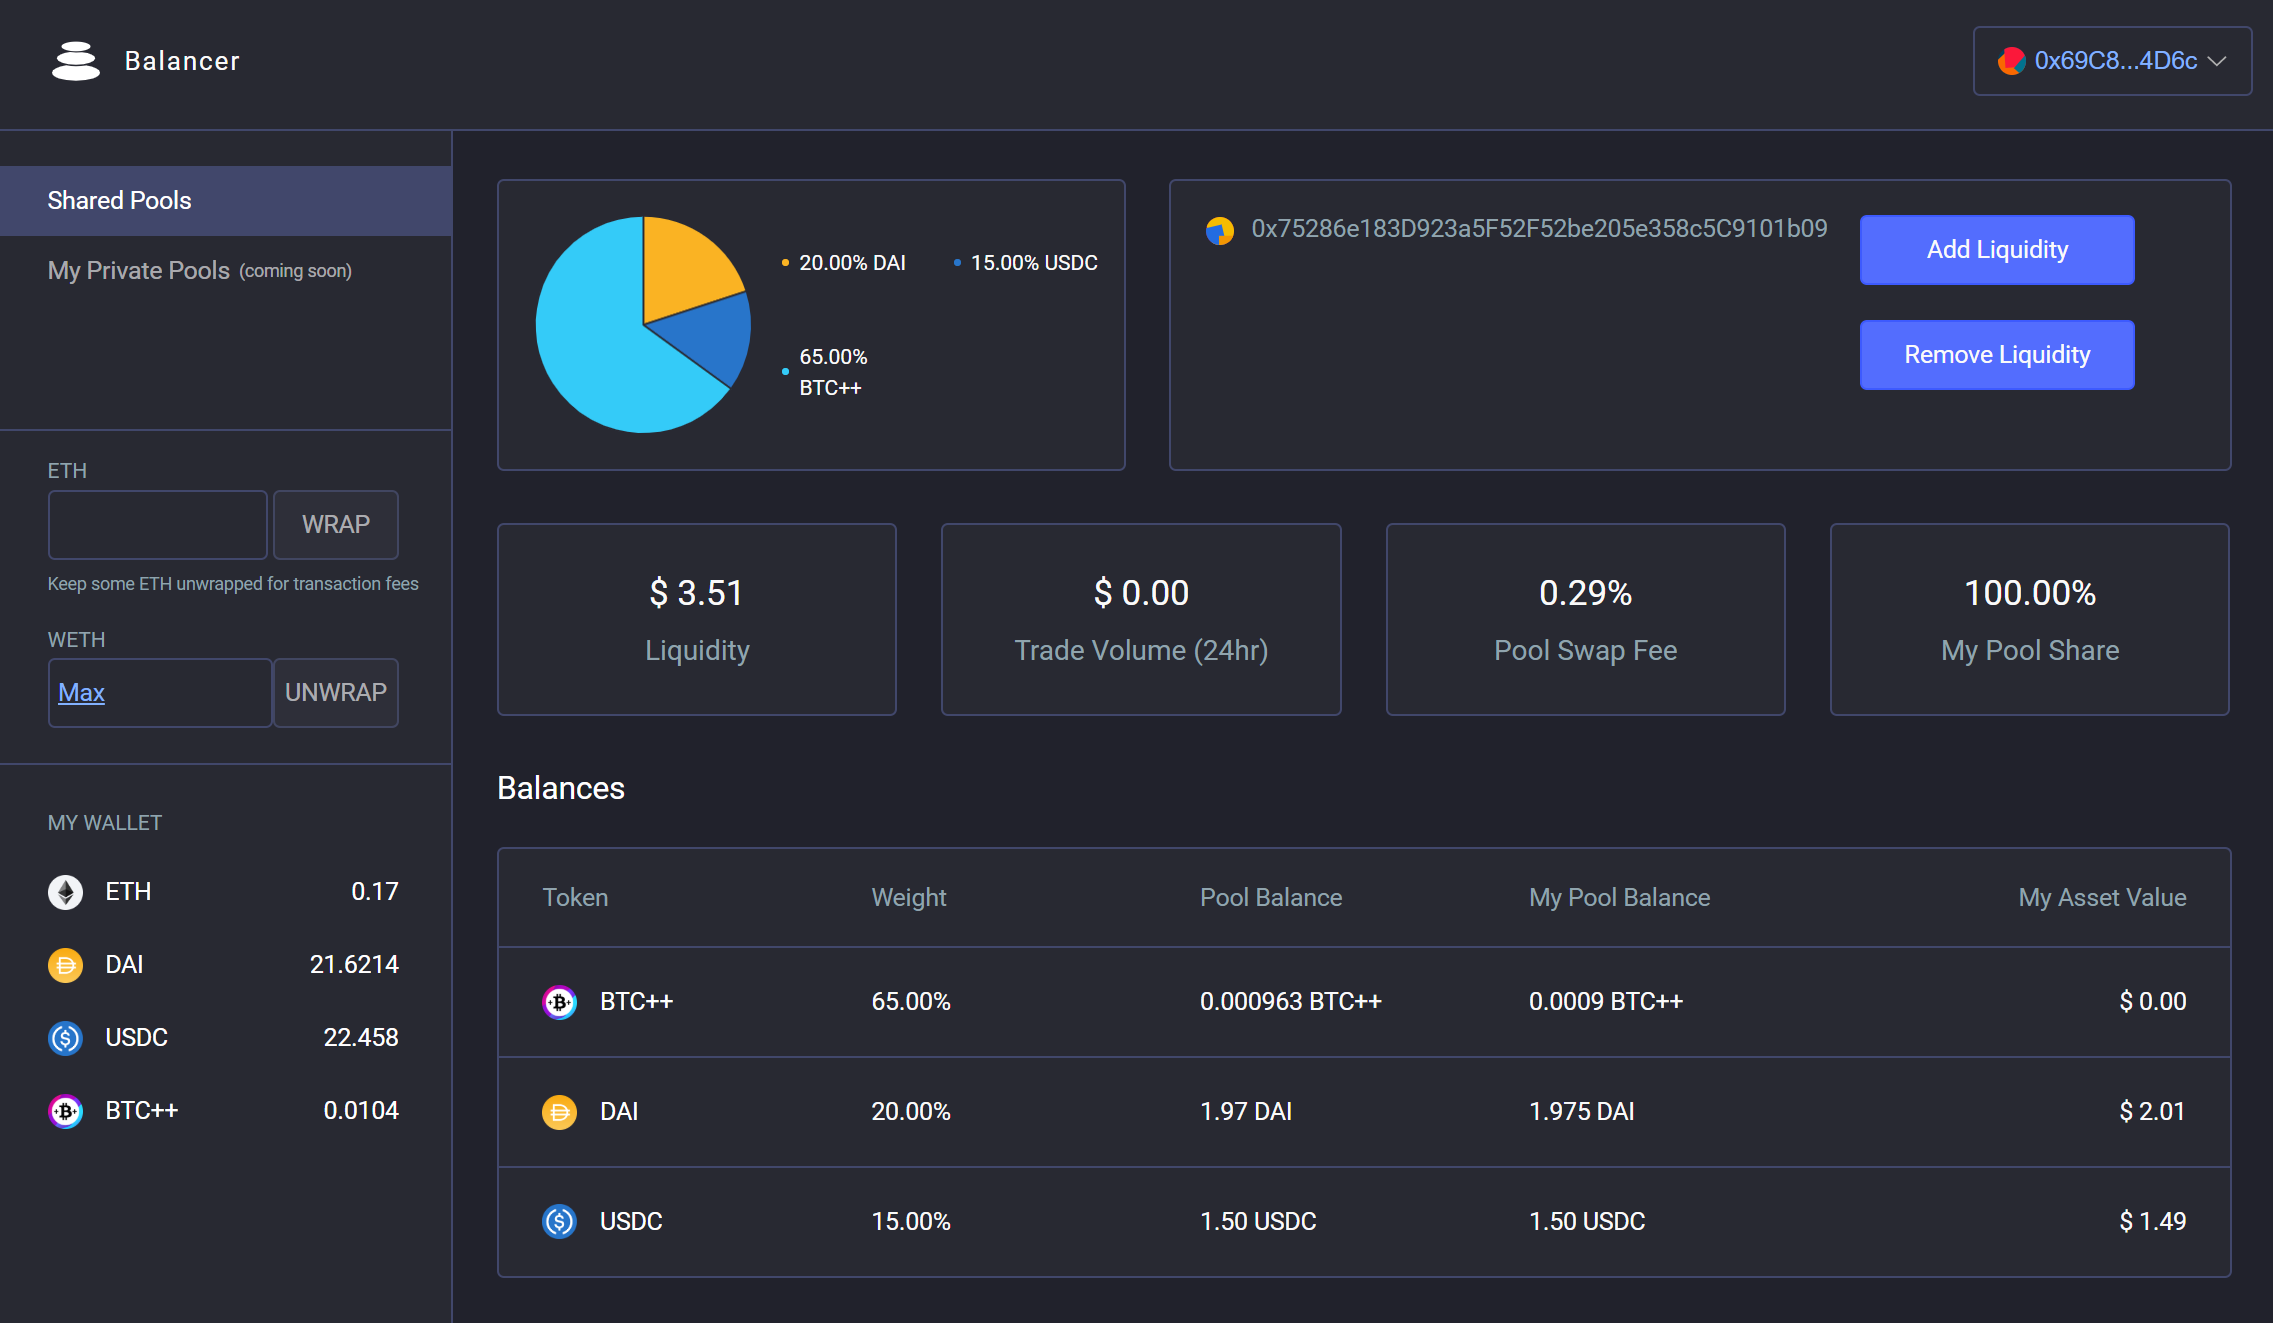 Balancer
0x69C8...4D6c
Shared Pools
My Private Pools (coming soon)
ETH
WRAP
Keep some ETH unwrapped for transaction fees
WETH
Max
UNWRAP
MY WALLET
ETH 0.17
DAI 21.6214
USDC 22.458
BTC++ 0.0104
20.00% DAI
15.00% USDC
65.00%
BTC++
0x75286e183D923a5F52F52be205e358c5C9101b09
Add Liquidity
Remove Liquidity
$ 3.51
Liquidity
$ 0.00
Trade Volume (24hr)
0.29%
Pool Swap Fee
100.00%
My Pool Share
Balances
Token Weight Pool Balance My Pool Balance My Asset Value
BTC++ 65.00% 0.000963 BTC++ 0.0009 BTC++ $ 0.00
DAI 20.00% 1.97 DAI 1.975 DAI $ 2.01
USDC 15.00% 1.50 USDC 1.50 USDC $ 1.49